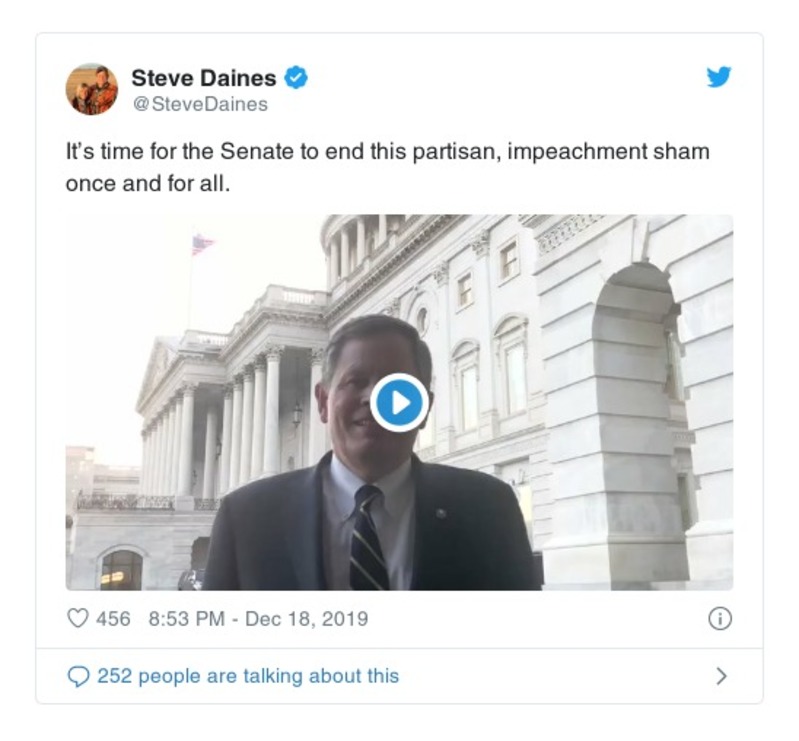 Steve Daines
@SteveDaines
It’s time for the Senate to end this partisan, impeachment sham
once and for all.
456 8:53 PM - Dec 18, 2019
252 people are talking about this